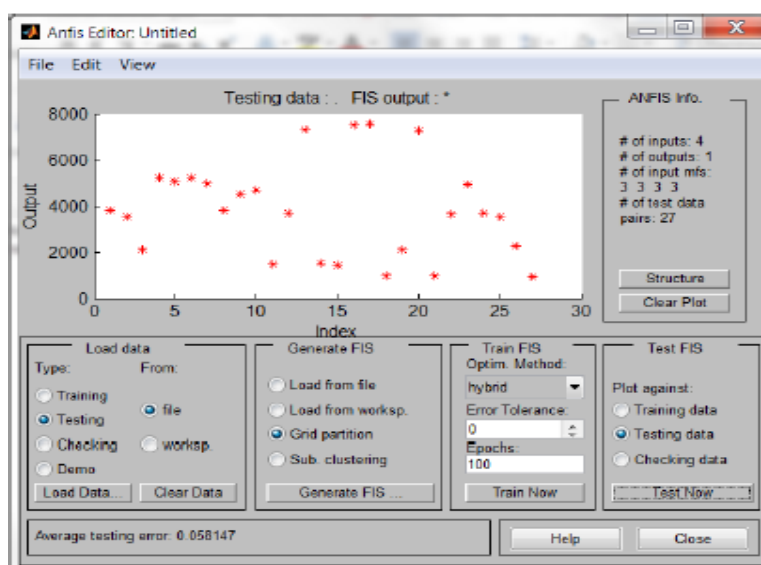 Anfis Editor: Untitled
File Edit View
Testing data : . FIS output : *
8000
6000
4000
2000
0
Output
0 5 10 15 20 25 30
Index
ANFIS Info.
# of inputs: 4
# of outputs: 1
# of input mfs:
3 3 3 3
# of test data
pairs: 27
Structure
Clear Plot
Load data
Type: From:
Training
Testing
Checking
Demo
file
worksp.
Load Data... Clear Data
Generate FIS
Load from file
Load from worksp.
Grid partition
Sub. clustering
Generate FIS ...
Train FIS
Optim. Method:
hybrid
Error Tolerance:
0
Epochs:
100
Train Now
Test FIS
Plot against:
Training data
Testing data
Checking data
Test Now
Average testing error: 0.058147
Help Close